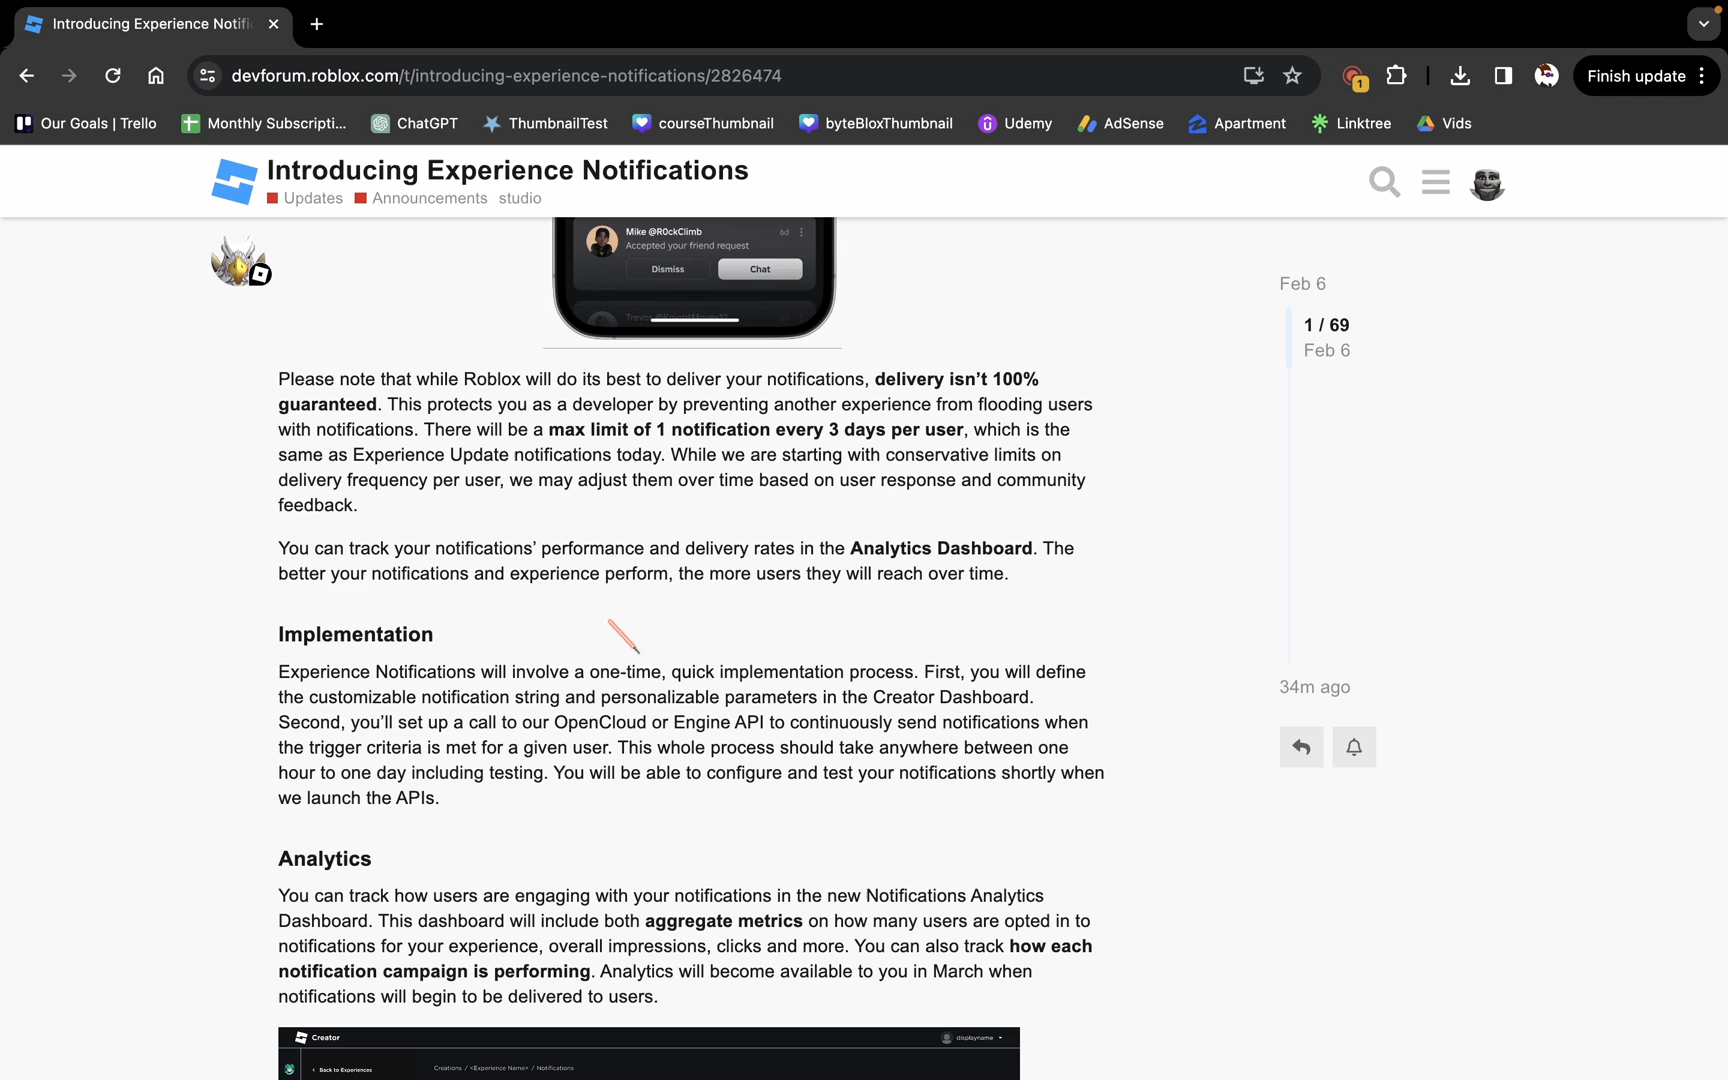 Introducing Experience Notifi
devforum.roblox.com/t/introducing-experience-notifications/2826474
1
Finish update
Our Goals | Trello
Monthly Subscripti...
ChatGPT
ThumbnailTest
courseThumbnail
byteBloxThumbnail
Udemy
AdSense
Apartment
Linktree
Vids
Introducing Experience Notifications
Updates
Announcements
studio
Mike @R0ckClimb
6d
Accepted your friend request
Dismiss
Chat
Feb 6
1 / 69
Feb 6
Please note that while Roblox will do its best to deliver your notifications, delivery isn’t 100%
guaranteed. This protects you as a developer by preventing another experience from flooding users
with notifications. There will be a max limit of 1 notification every 3 days per user, which is the
same as Experience Update notifications today. While we are starting with conservative limits on
delivery frequency per user, we may adjust them over time based on user response and community
feedback.
You can track your notifications’ performance and delivery rates in the Analytics Dashboard. The
better your notifications and experience perform, the more users they will reach over time.
Implementation
Experience Notifications will involve a one-time, quick implementation process. First, you will define
the customizable notification string and personalizable parameters in the Creator Dashboard.
Second, you’ll set up a call to our OpenCloud or Engine API to continuously send notifications when
the trigger criteria is met for a given user. This whole process should take anywhere between one
hour to one day including testing. You will be able to configure and test your notifications shortly when
we launch the APIs.
34m ago
Analytics
You can track how users are engaging with your notifications in the new Notifications Analytics
Dashboard. This dashboard will include both aggregate metrics on how many users are opted in to
notifications for your experience, overall impressions, clicks and more. You can also track how each
notification campaign is performing. Analytics will become available to you in March when
notifications will begin to be delivered to users.
Creator
displayname
Back to Experiences
Creations / <Experience Name> / Notifications